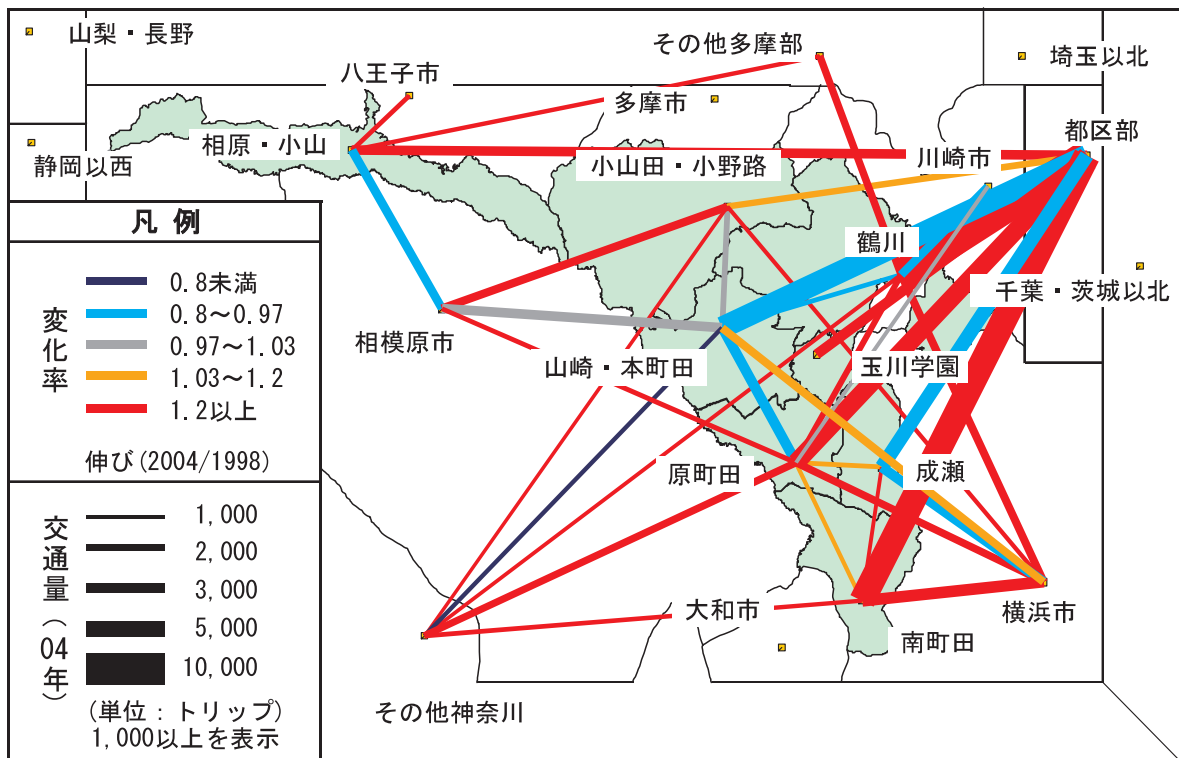 山梨・長野
その他多摩部
埼玉以北
八王子市
多摩市
都区部
相原・小山
静岡以西
小山田・小野路
川崎市
凡 例
鶴川
変化率
0.8未満
0.8～0.97
0.97～1.03
1.03～1.2
1.2以上
伸び(2004/1998)
千葉・茨城以北
相模原市
山崎・本町田
玉川学園
原町田
成瀬
交通量(04年)
1,000
2,000
3,000
5,000
10,000
(単位：トリップ)
1,000以上を表示
大和市
横浜市
南町田
その他神奈川